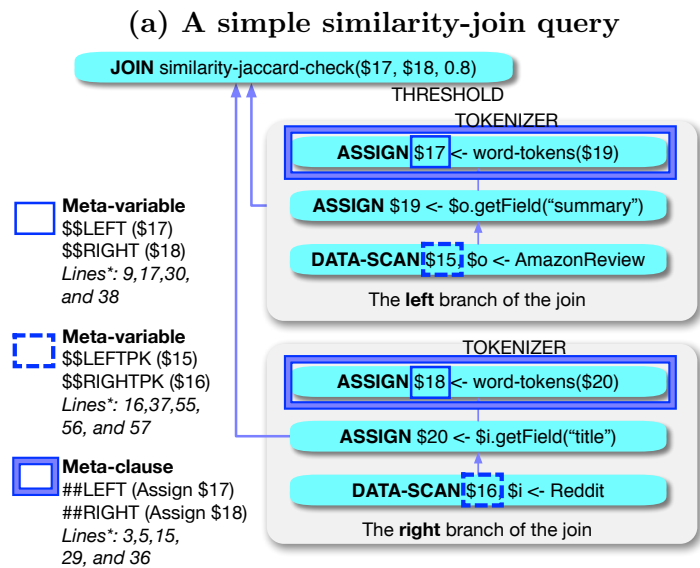 (a) A simple similarity-join query
JOIN similarity-jaccard-check($17, $18, 0.8)
THRESHOLD
TOKENIZER
ASSIGN $17 <- word-tokens($19)
ASSIGN $19 <- $o.getField(“summary”)
DATA-SCAN $15, $o <- AmazonReview
The left branch of the join
TOKENIZER
ASSIGN $18 <- word-tokens($20)
ASSIGN $20 <- $i.getField(“title”)
DATA-SCAN $16, $i <- Reddit
The right branch of the join
Meta-variable
$$LEFT ($17)
$$RIGHT ($18)
Lines*: 9,17,30,
and 38
Meta-variable
$$LEFTPK ($15)
$$RIGHTPK ($16)
Lines*: 16,37,55,
56, and 57
Meta-clause
##LEFT (Assign $17)
##RIGHT (Assign $18)
Lines*: 3,5,15,
29, and 36